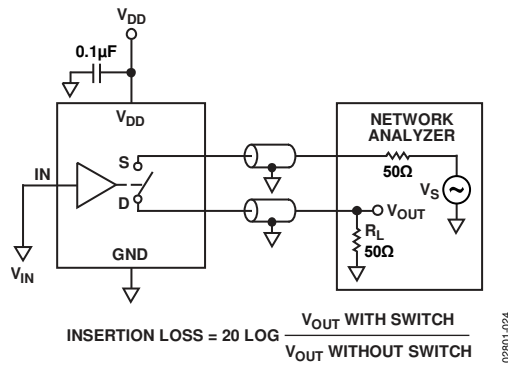 VDD
0.1µF
VDD
NETWORK
ANALYZER
IN
S
50Ω
VS
D
VOUT
RL
50Ω
GND
VIN
INSERTION LOSS = 20 LOG VOUT WITH SWITCH
VOUT WITHOUT SWITCH
02801-024